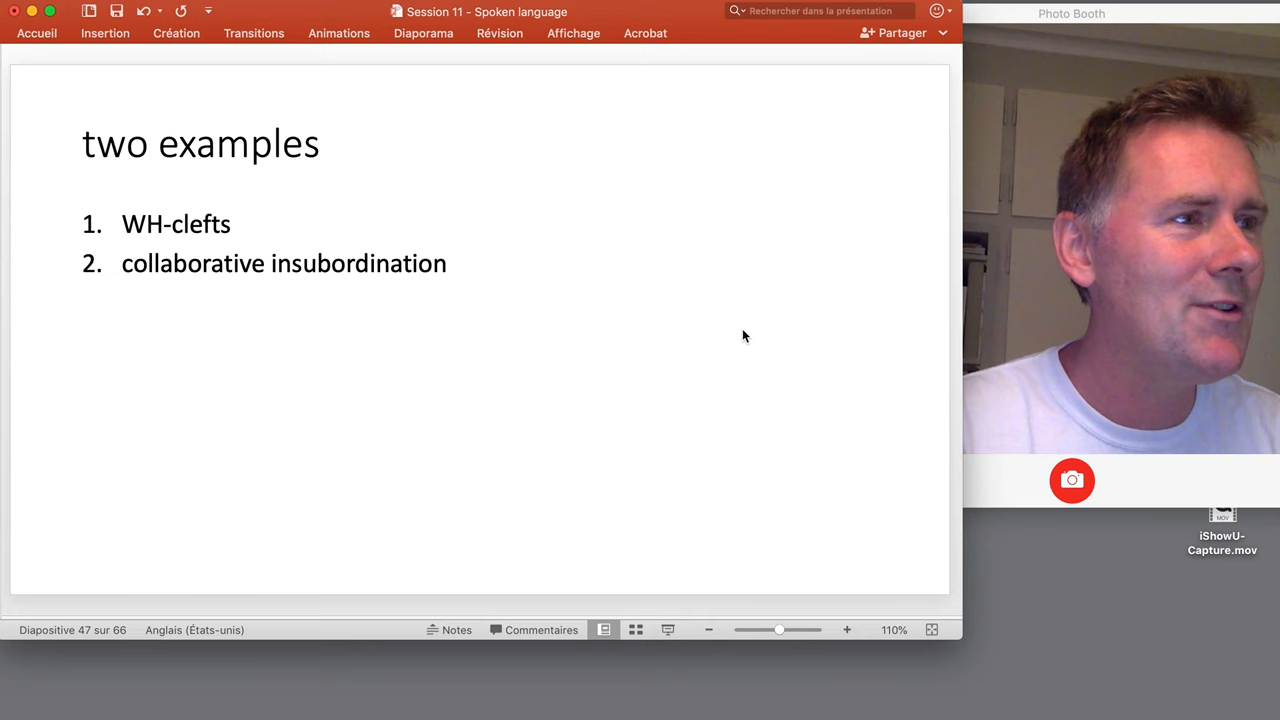 Session 11 - Spoken language
Rechercher dans la présentation
Accueil
Insertion
Création
Transitions
Animations
Diaporama
Révision
Affichage
Acrobat
Partager
Photo Booth
two examples
1. WH-clefts
2. collaborative insubordination
MOV
iShowU-
Capture.mov
Diapositive 47 sur 66
Anglais (États-unis)
Notes
Commentaires
110%